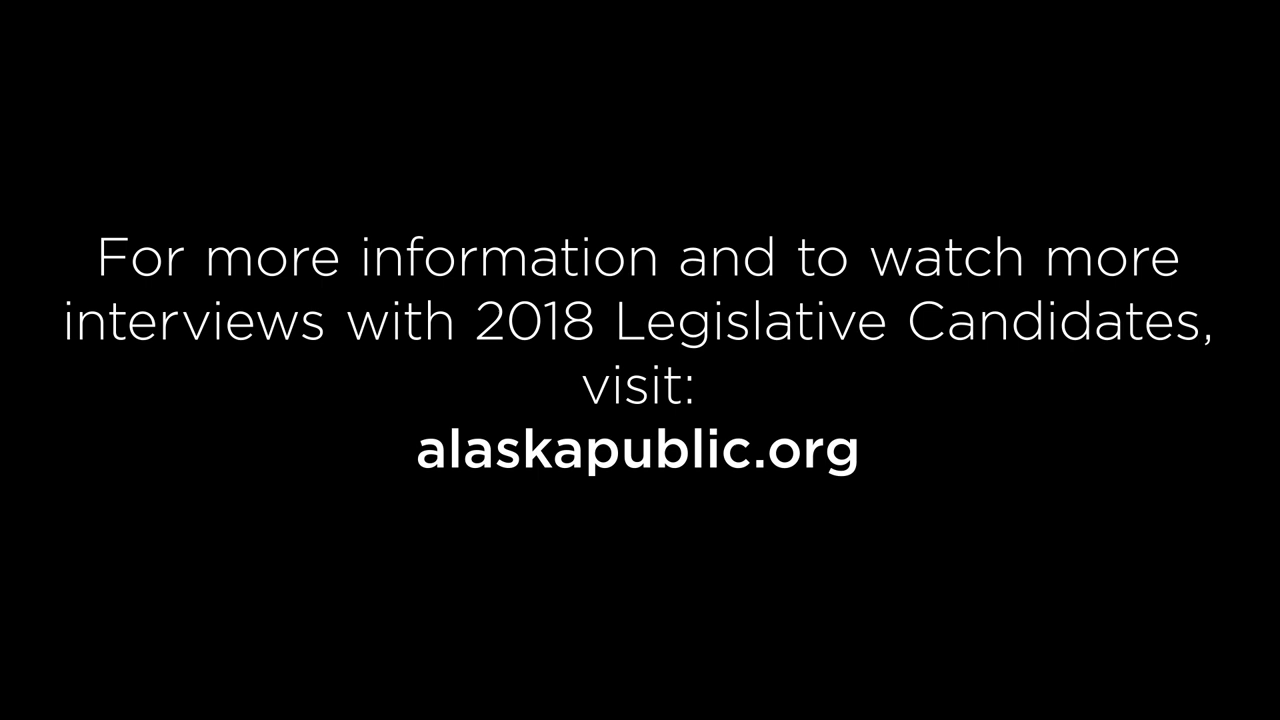 For more information and to watch more
interviews with 2018 Legislative Candidates,
visit:
alaskapublic.org